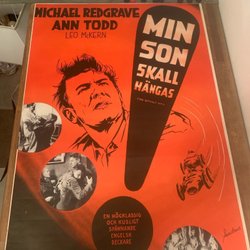 MICHAEL REDGRAVE
ANN TODD
LEO McKERN
MIN
SON
SKALL
HÄNGAS
EN HÖGKLASSIG
OCH KUSLIGT
SPÄNNANDE
ENGELSK
DECKARE